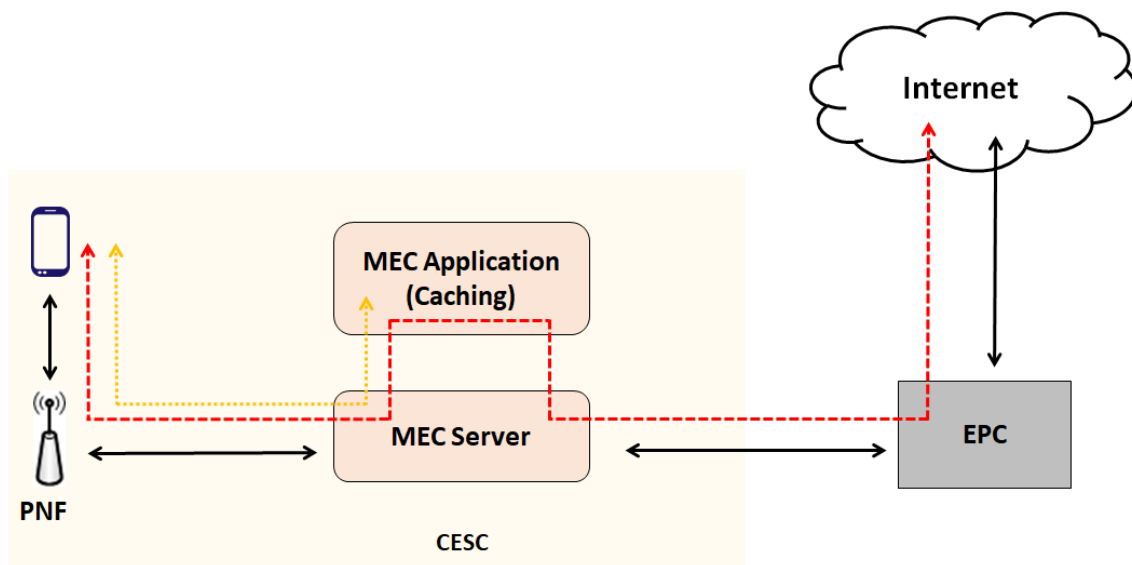 Internet
MEC Application
(Caching)
MEC Server
EPC
PNF
CESC